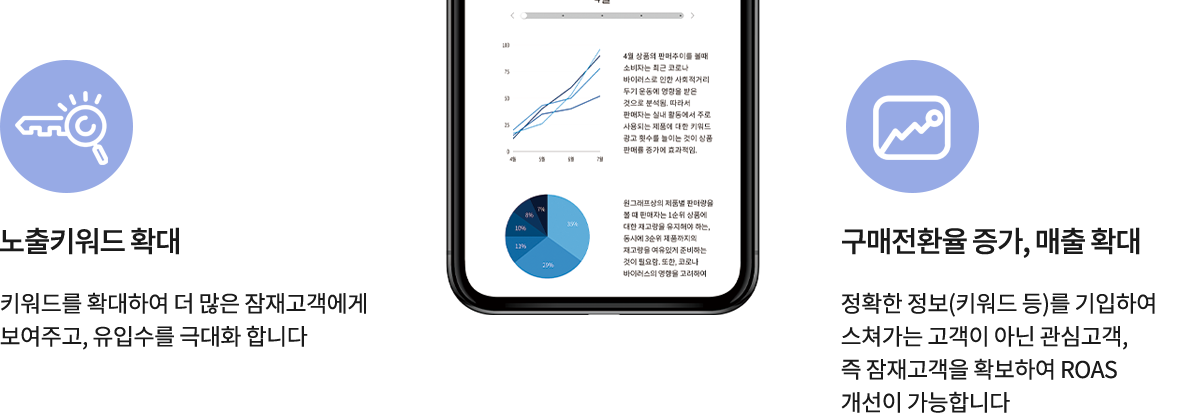 4월
100
75
50
25
0
4월 5월 6월 7월
4월 상품의 판매추이를 볼때
소비자는 최근 코로나
바이러스로 인한 사회적거리
두기 운동에 영향을 받은
것으로 분석됨. 따라서
판매자는 실내 활동에서 주로
사용되는 제품에 대한 키워드
광고 횟수를 늘이는 것이 상품
판매률 증가에 효과적임.
7%
8%
10%
13%
29%
35%
원그래프상의 제품별 판매량을
볼 때 판매자는 1순위 상품에
대한 재고량을 유지해야 하는,
동시에 3순위 제품까지의
재고량을 여유있게 준비하는
것이 필요함. 또한, 코로나
바이러스의 영향을 고려하여
노출키워드 확대
키워드를 확대하여 더 많은 잠재고객에게
보여주고, 유입수를 극대화 합니다
구매전환율 증가, 매출 확대
정확한 정보(키워드 등)를 기입하여
스쳐가는 고객이 아닌 관심고객,
즉 잠재고객을 확보하여 ROAS
개선이 가능합니다